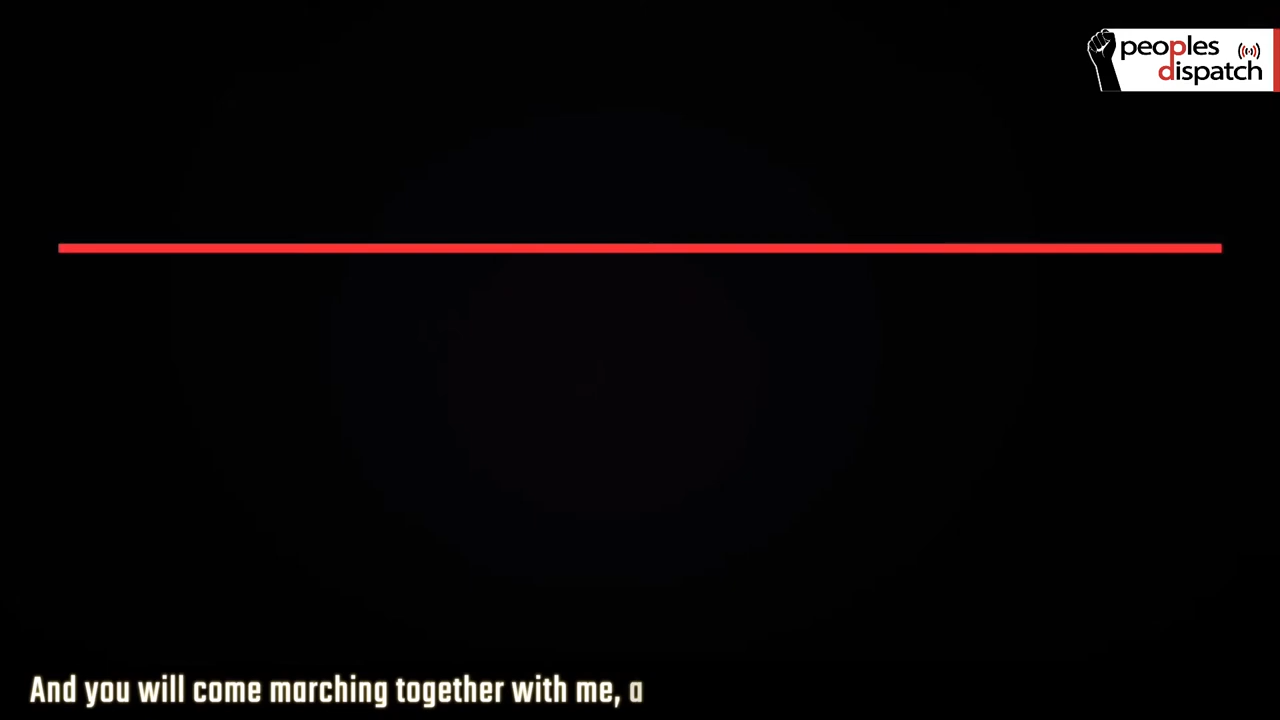 peoples
dispatch
And you will come marching together with me, a